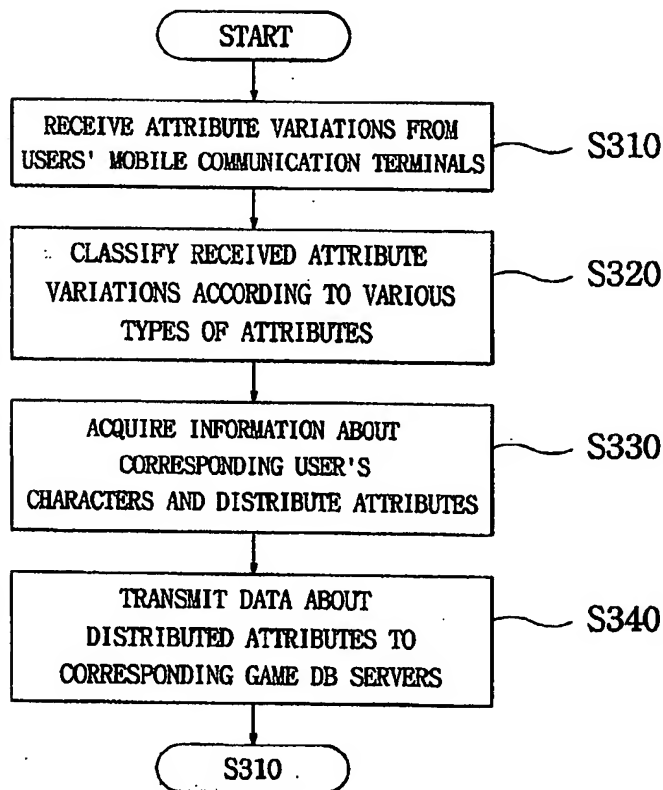 START
RECEIVE ATTRIBUTE VARIATIONS FROM
USERS' MOBILE COMMUNICATION TERMINALS
S310
CLASSIFY RECEIVED ATTRIBUTE
VARIATIONS ACCORDING TO VARIOUS
TYPES OF ATTRIBUTES
S320
ACQUIRE INFORMATION ABOUT
CORRESPONDING USER'S
CHARACTERS AND DISTRIBUTE ATTRIBUTES
S330
TRANSMIT DATA ABOUT
DISTRIBUTED ATTRIBUTES TO
CORRESPONDING GAME DB SERVERS
S340
S310